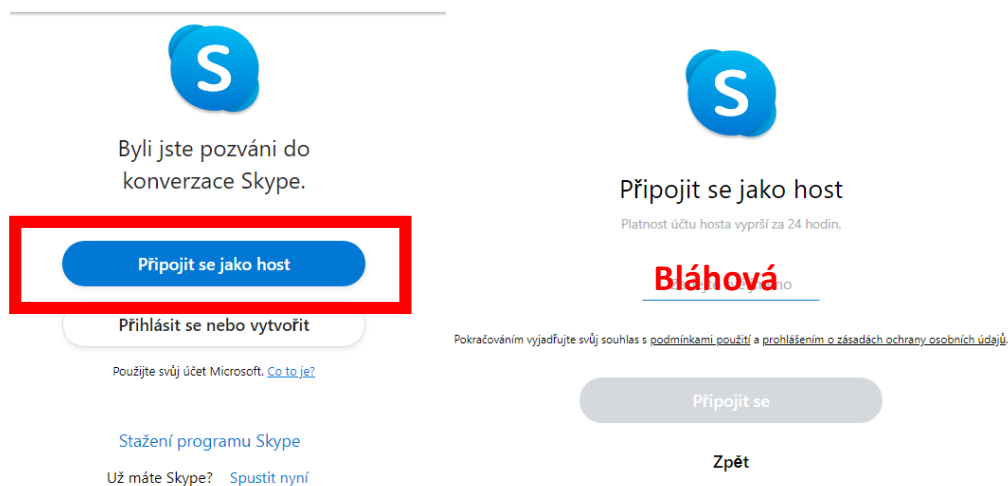 S
Byli jste pozváni do
konverzace Skype.
Připojit se jako host
Přihlásit se nebo vytvořit
Použijte svůj účet Microsoft. Co to je?
Stažení programu Skype
Už máte Skype? Spustit nyní
S
Připojit se jako host
Platnost účtu hosta vyprší za 24 hodin.
Bláhová
Pokračováním vyjadřujte svůj souhlas s podmínkami použití a prohlášením o zásadách ochrany osobních údajů.
Připojit se
Zpět